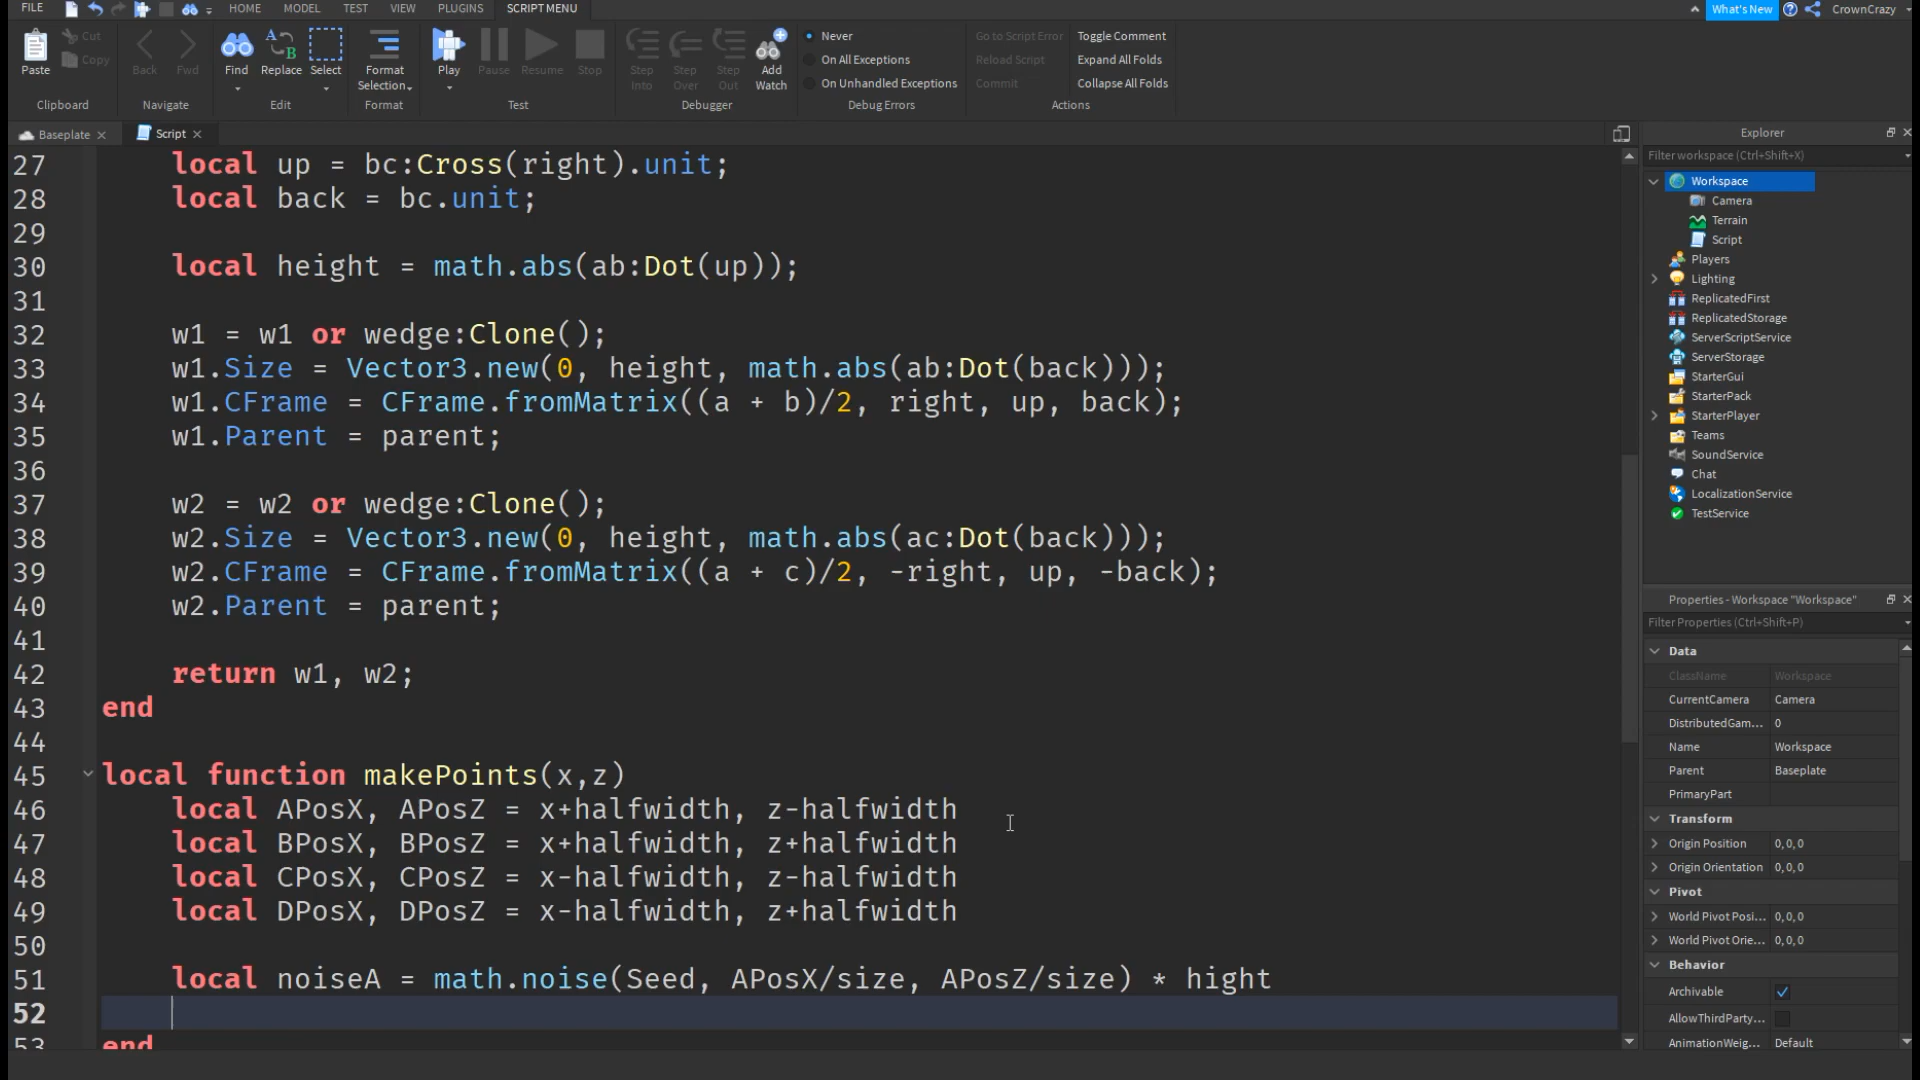 FILE HOME MODEL TEST VIEW PLUGINS SCRIPT MENU What's New CrownCrazy
Paste Cut Copy
Clipboard
Back Fwd
Navigate
Find Replace Select
Edit
Format Selection
Format
Play Pause Resume Stop
Test
Step Into Step Over Step Out Add Watch
Debugger
Never
On All Exceptions
On Unhandled Exceptions
Debug Errors
Go to Script Error
Reload Script
Commit
Toggle Comment
Expand All Folds
Collapse All Folds
Actions
Baseplate Script
27 local up = bc:Cross(right).unit;
28 local back = bc.unit;
29
30 local height = math.abs(ab:Dot(up));
31
32 w1 = w1 or wedge:Clone();
33 w1.Size = Vector3.new(0, height, math.abs(ab:Dot(back)));
34 w1.CFrame = CFrame.fromMatrix((a + b)/2, right, up, back);
35 w1.Parent = parent;
36
37 w2 = w2 or wedge:Clone();
38 w2.Size = Vector3.new(0, height, math.abs(ac:Dot(back)));
39 w2.CFrame = CFrame.fromMatrix((a + c)/2, -right, up, -back);
40 w2.Parent = parent;
41
42 return w1, w2;
43 end
44
45 local function makePoints(x,z)
46 local APosX, APosZ = x+halfwidth, z-halfwidth
47 local BPosX, BPosZ = x+halfwidth, z+halfwidth
48 local CPosX, CPosZ = x-halfwidth, z-halfwidth
49 local DPosX, DPosZ = x-halfwidth, z+halfwidth
50
51 local noiseA = math.noise(Seed, APosX/size, APosZ/size) * hight
52
53 end
Explorer
Filter workspace (Ctrl+Shift+X)
Workspace
Camera
Terrain
Script
Players
Lighting
ReplicatedFirst
ReplicatedStorage
ServerScriptService
ServerStorage
StarterGui
StarterPack
StarterPlayer
Teams
SoundService
Chat
LocalizationService
TestService
Properties - Workspace "Workspace"
Filter Properties (Ctrl+Shift+P)
Data
ClassName Workspace
CurrentCamera Camera
DistributedGam... 0
Name Workspace
Parent Baseplate
PrimaryPart
Transform
Origin Position 0, 0, 0
Origin Orientation 0, 0, 0
Pivot
World Pivot Posi... 0, 0, 0
World Pivot Orie... 0, 0, 0
Behavior
Archivable
AllowThirdParty...
AnimationWeig... Default